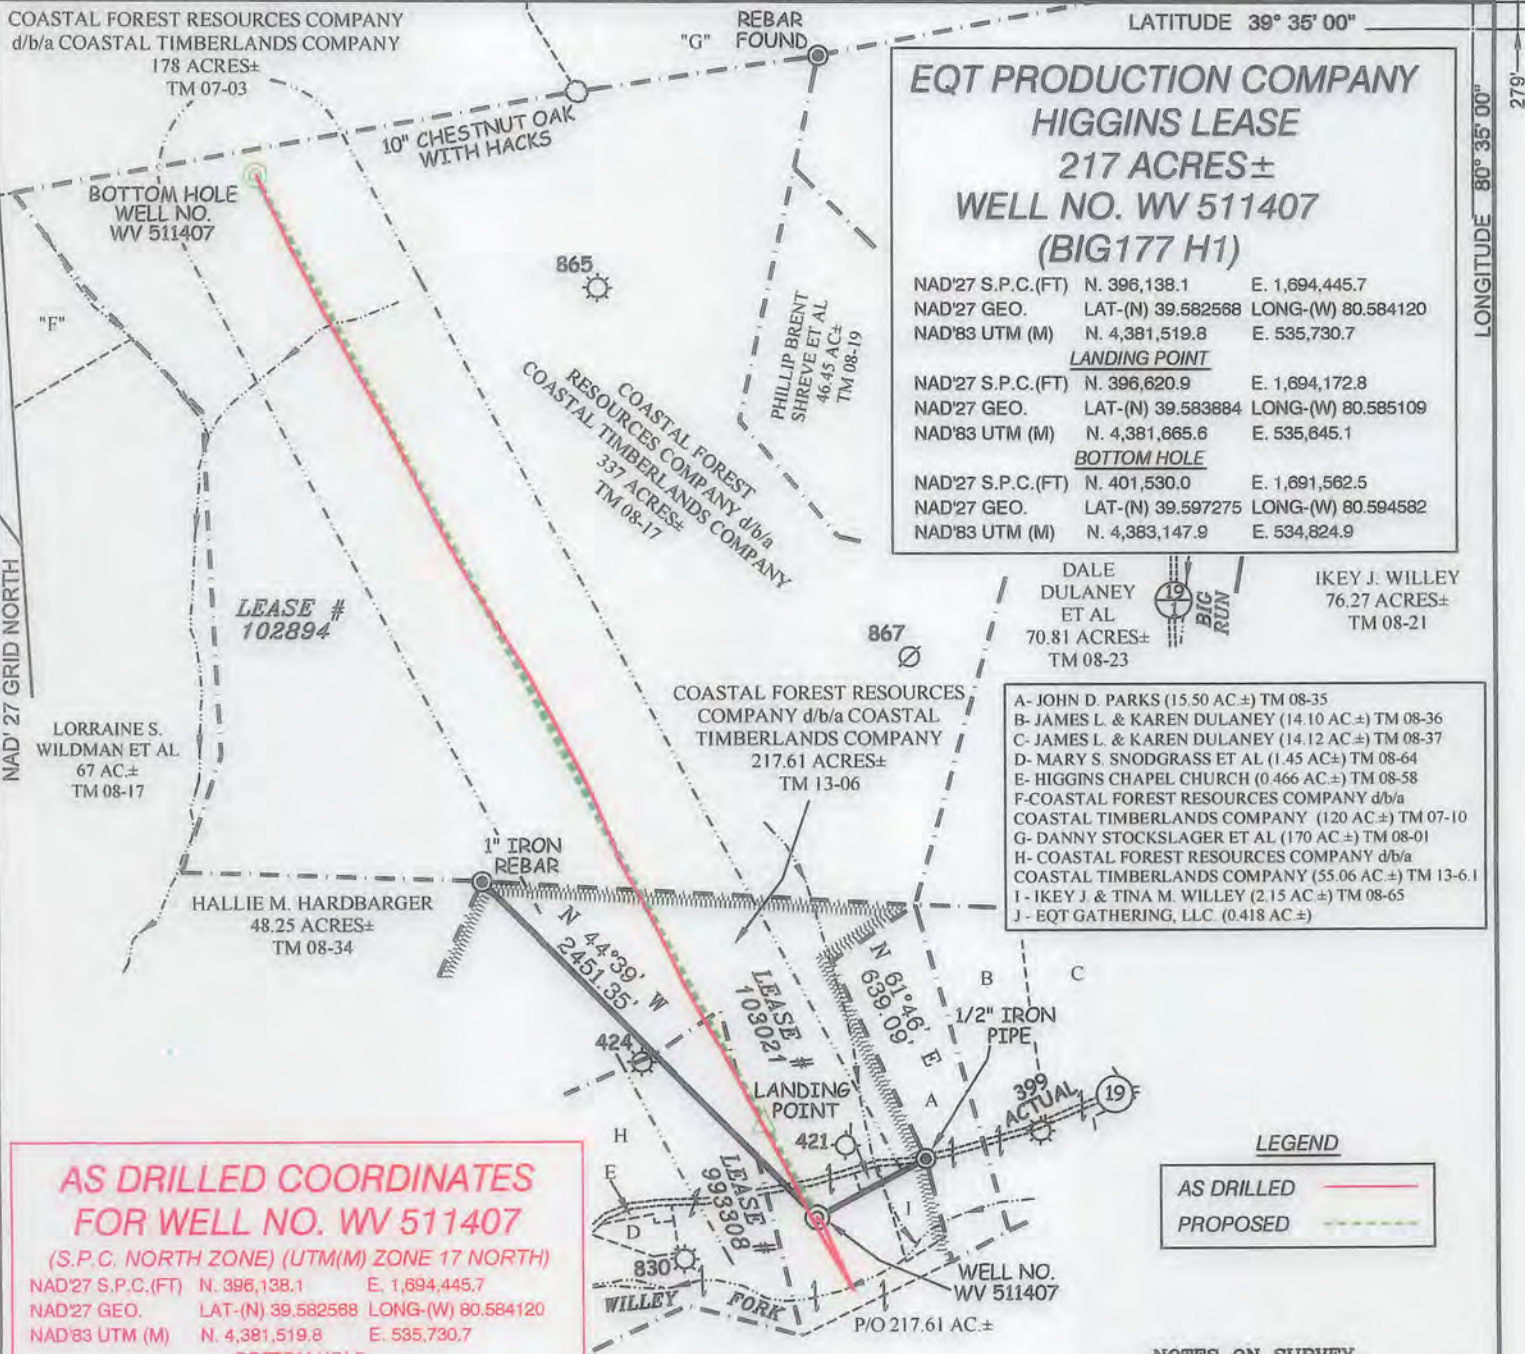 COASTAL FOREST RESOURCES COMPANY
d/b/a COASTAL TIMBERLANDS COMPANY
178 ACRES±
TM 07-03
"G"
REBAR
FOUND
LATITUDE 39° 35' 00"
279'
LONGITUDE 80° 35' 00"
EQT PRODUCTION COMPANY
HIGGINS LEASE
217 ACRES±
WELL NO. WV 511407
(BIG177 H1)
NAD'27 S.P.C.(FT) N. 396,138.1 E. 1,694,445.7
NAD'27 GEO. LAT-(N) 39.582568 LONG-(W) 80.584120
NAD'83 UTM (M) N. 4,381,519.8 E. 535,730.7
LANDING POINT
NAD'27 S.P.C.(FT) N. 396,620.9 E. 1,694,172.8
NAD'27 GEO. LAT-(N) 39.583884 LONG-(W) 80.585109
NAD'83 UTM (M) N. 4,381,665.6 E. 535,645.1
BOTTOM HOLE
NAD'27 S.P.C.(FT) N. 401,530.0 E. 1,691,562.5
NAD'27 GEO. LAT-(N) 39.597275 LONG-(W) 80.594582
NAD'83 UTM (M) N. 4,383,147.9 E. 534,824.9
10" CHESTNUT OAK
WITH HACKS
BOTTOM HOLE
WELL NO.
WV 511407
"F"
865
PHILLIP BRENT
SHREVE ET AL
46.45 AC±
TM 08-19
COASTAL FOREST
RESOURCES COMPANY d/b/a
COASTAL TIMBERLANDS COMPANY
337 ACRES±
TM 08-17
NAD' 27 GRID NORTH
LEASE #
102894
DALE
DULANEY
ET AL
70.81 ACRES±
TM 08-23
19
1
BIG
RUN
IKEY J. WILLEY
76.27 ACRES±
TM 08-21
867
LORRAINE S.
WILDMAN ET AL
67 AC.±
TM 08-17
COASTAL FOREST RESOURCES
COMPANY d/b/a COASTAL
TIMBERLANDS COMPANY
217.61 ACRES±
TM 13-06
A- JOHN D. PARKS (15.50 AC.±) TM 08-35
B- JAMES L. & KAREN DULANEY (14.10 AC.±) TM 08-36
C- JAMES L. & KAREN DULANEY (14.12 AC.±) TM 08-37
D- MARY S. SNODGRASS ET AL (1.45 AC±) TM 08-64
E- HIGGINS CHAPEL CHURCH (0.466 AC.±) TM 08-58
F-COASTAL FOREST RESOURCES COMPANY d/b/a
COASTAL TIMBERLANDS COMPANY (120 AC.±) TM 07-10
G- DANNY STOCKSLAGER ET AL (170 AC.±) TM 08-01
H- COASTAL FOREST RESOURCES COMPANY d/b/a
COASTAL TIMBERLANDS COMPANY (55.06 AC.±) TM 13-6.1
I - IKEY J. & TINA M. WILLEY (2.15 AC.±) TM 08-65
J - EQT GATHERING, LLC. (0.418 AC.±)
1" IRON
REBAR
HALLIE M. HARDBARGER
48.25 ACRES±
TM 08-34
N 44°39' W
2451.35'
LEASE #
103021
N 61°46' E
639.09'
B
C
1/2" IRON
PIPE
424
LANDING
POINT
A
399
ACTUAL
19
421
H
E
D
LEASE #
993308
I
830
WILLEY FORK
WELL NO.
WV 511407
P/O 217.61 AC.±
LEGEND
AS DRILLED
PROPOSED
AS DRILLED COORDINATES
FOR WELL NO. WV 511407
(S.P.C. NORTH ZONE) (UTM(M) ZONE 17 NORTH)
NAD'27 S.P.C.(FT) N. 396,138.1 E. 1,694,445.7
NAD'27 GEO. LAT-(N) 39.582568 LONG-(W) 80.584120
NAD'83 UTM (M) N. 4,381,519.8 E. 535,730.7
NOTES ON SURVEY